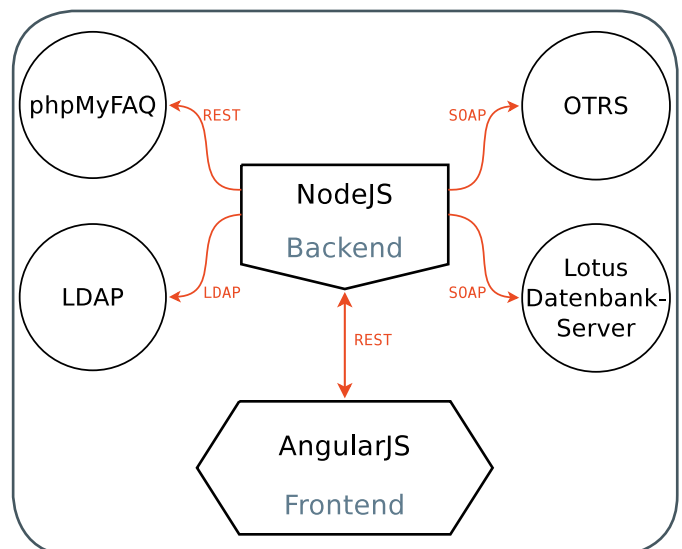 phpMyFAQ
REST
SOAP
OTRS
NodeJS
Backend
LDAP
LDAP
SOAP
Lotus
Datenbank-
Server
REST
AngularJS
Frontend